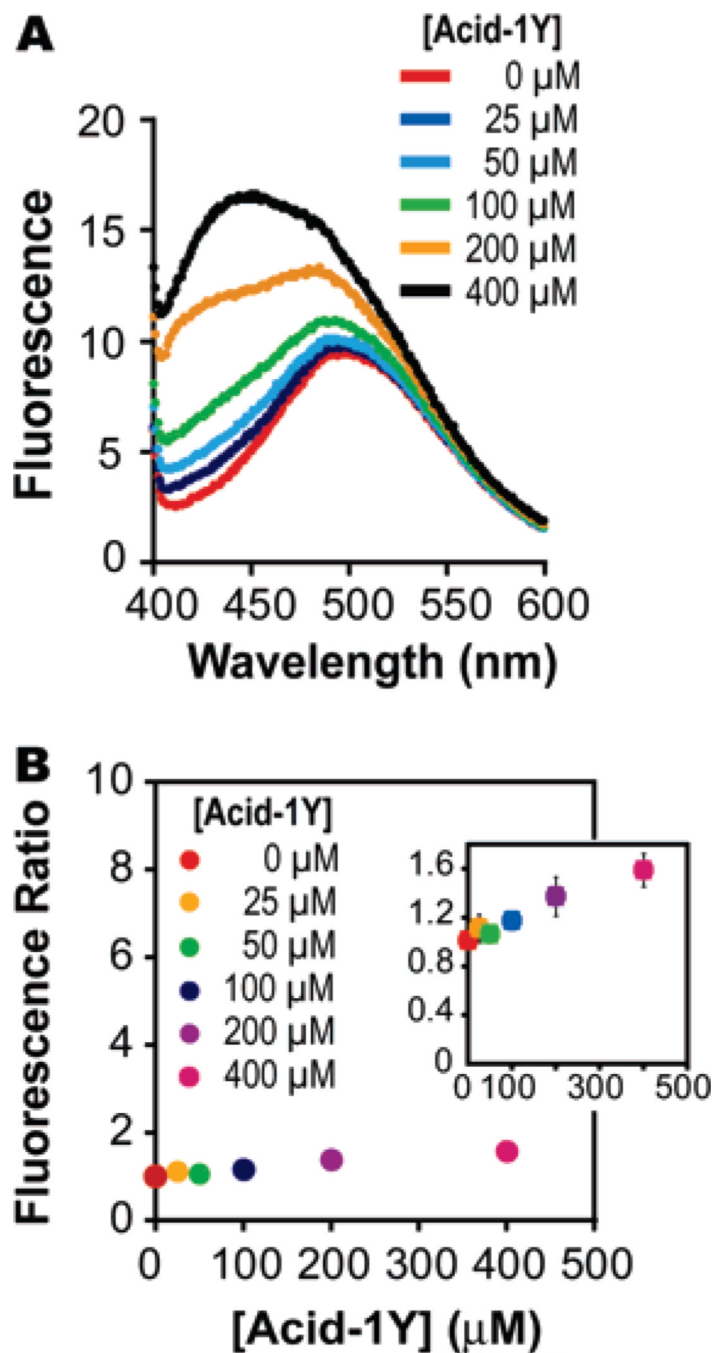 A
[Acid-1Y]
0 µM
25 µM
50 µM
100 µM
200 µM
400 µM
20
15
10
5
0
Fluorescence
400 450 500 550 600
Wavelength (nm)
B
10
8
6
4
2
0
Fluorescence Ratio
[Acid-1Y]
0 µM
25 µM
50 µM
100 µM
200 µM
400 µM
1.6
1.2
0.8
0.4
0
0 100 300 500
0 100 200 300 400 500
[Acid-1Y] (µM)